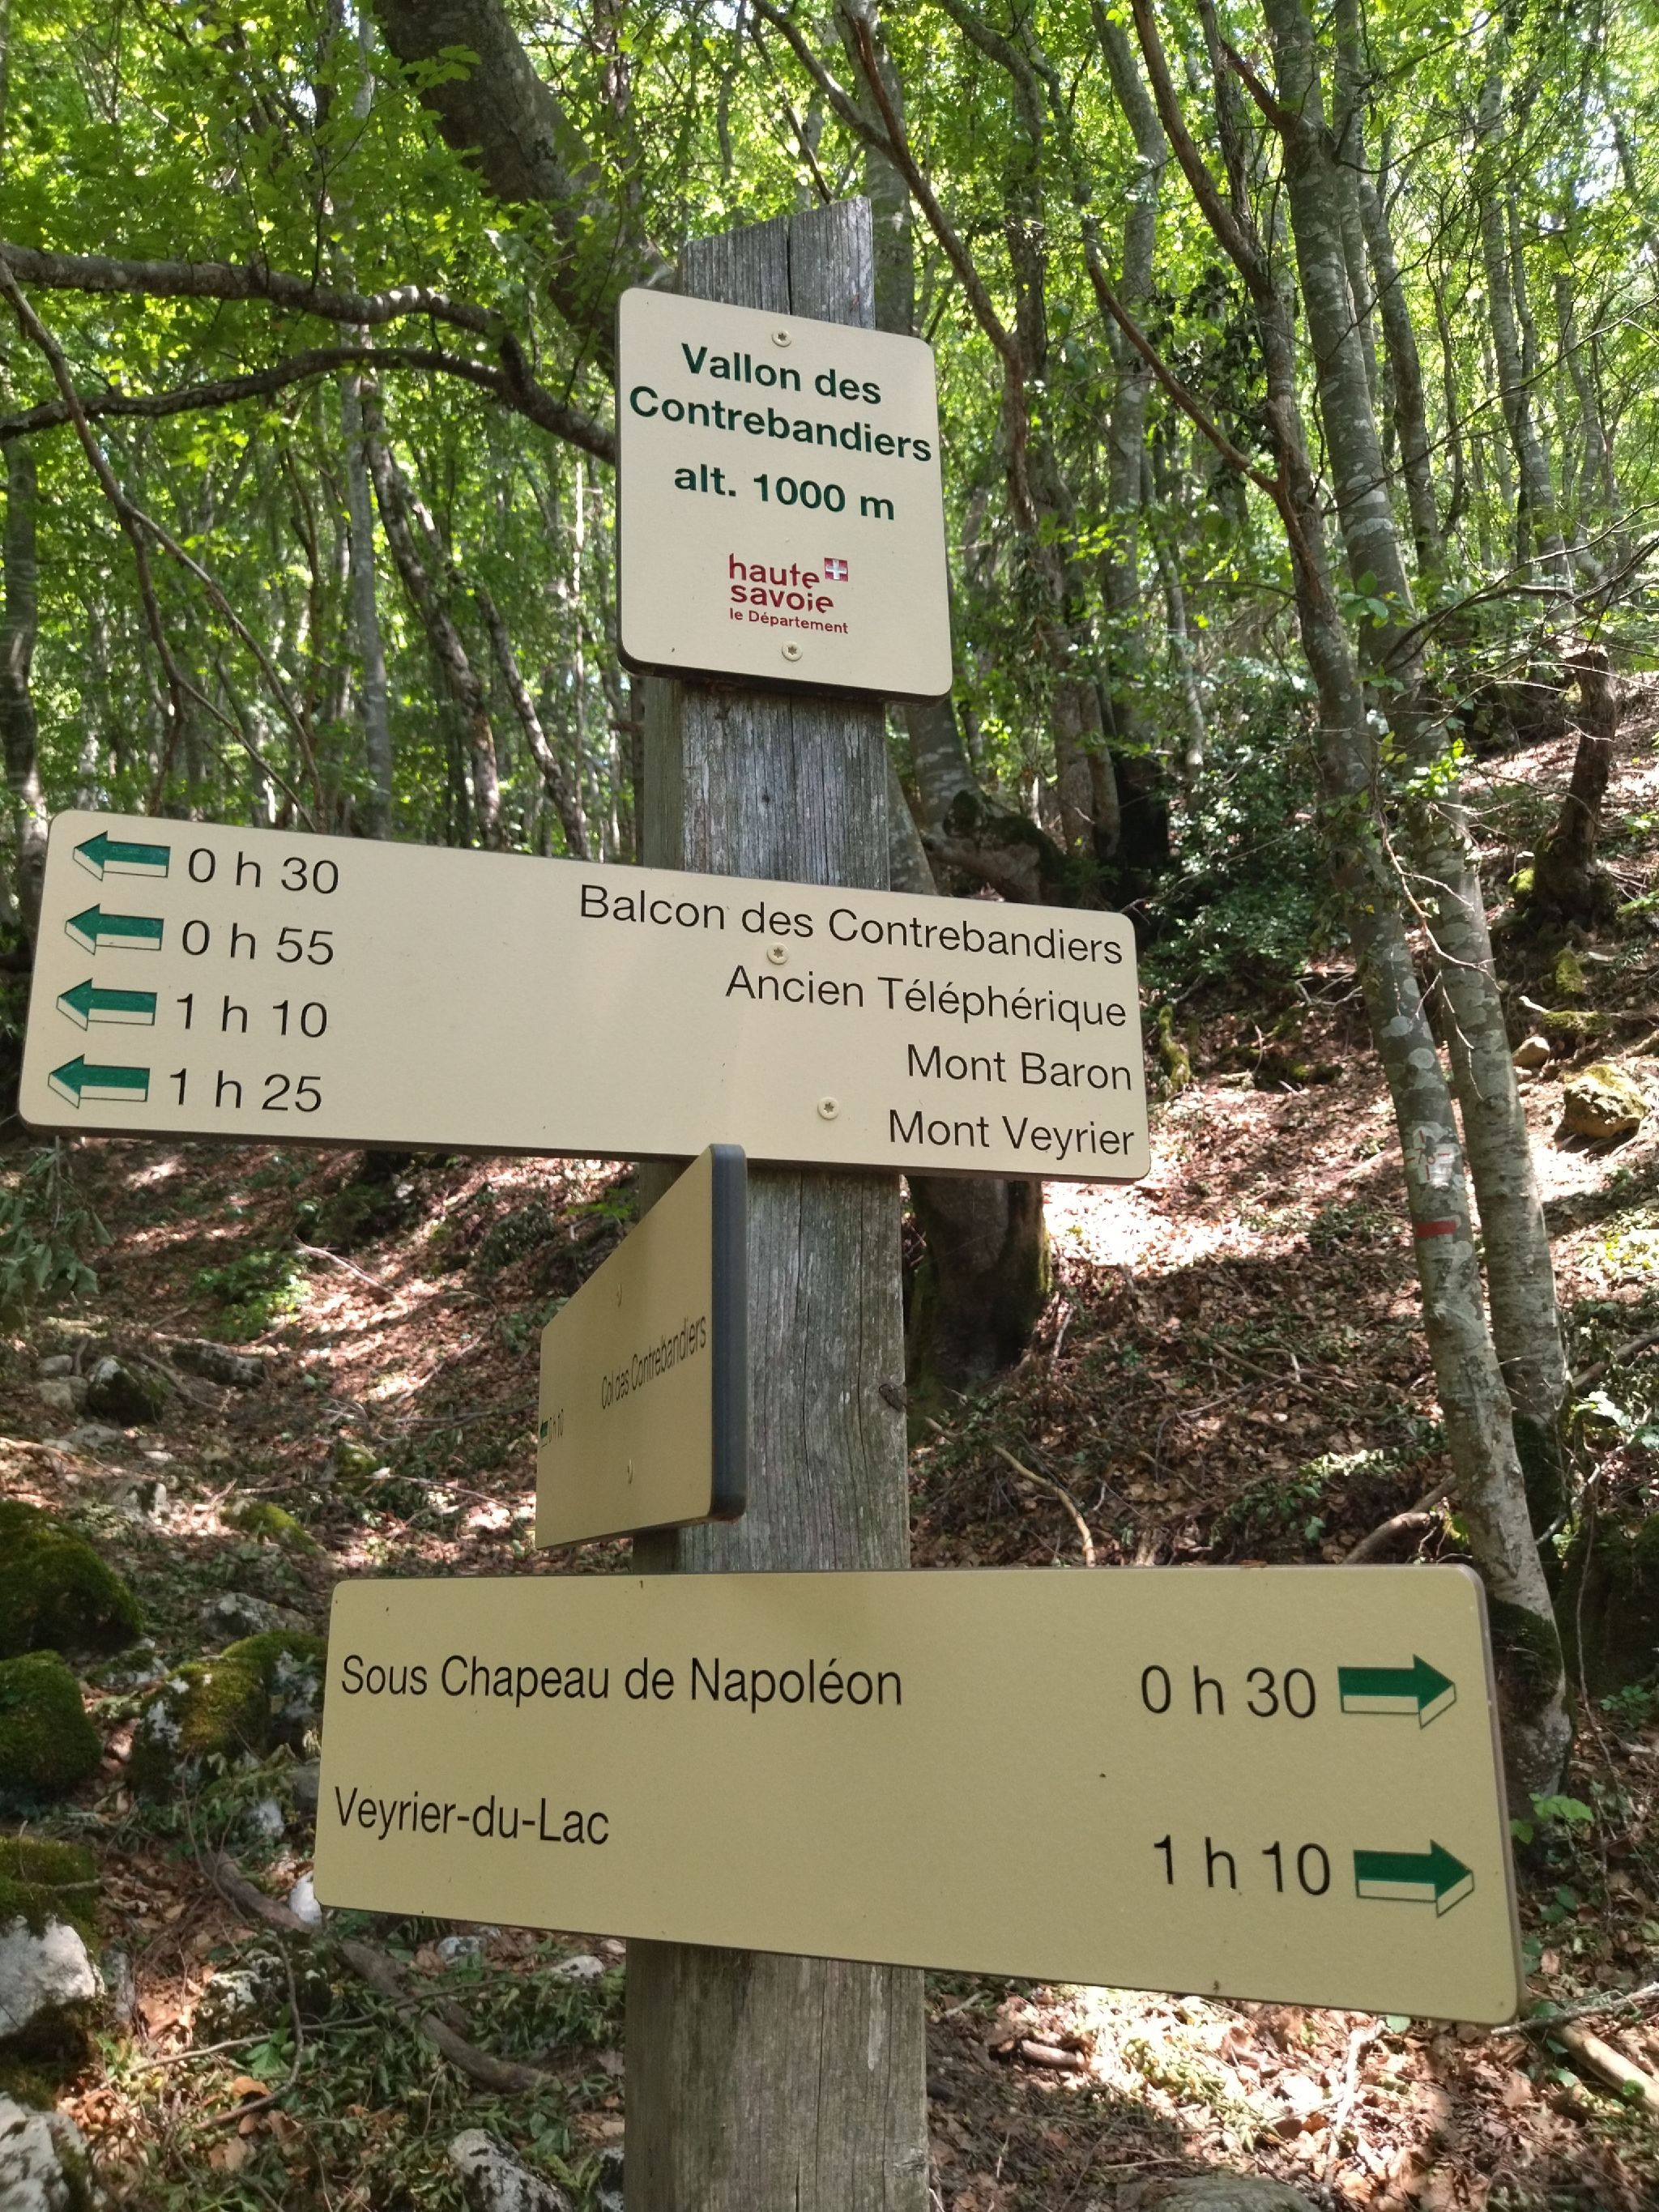 Vallon des
Contrebandiers
alt. 1000 m
haute
savoie
le Département
0 h 30 Balcon des Contrebandiers
0 h 55 Ancien Téléphérique
1 h 10 Mont Baron
1 h 25 Mont Veyrier
0 h 10 Col des Contrebandiers
Sous Chapeau de Napoléon 0 h 30
Veyrier-du-Lac 1 h 10